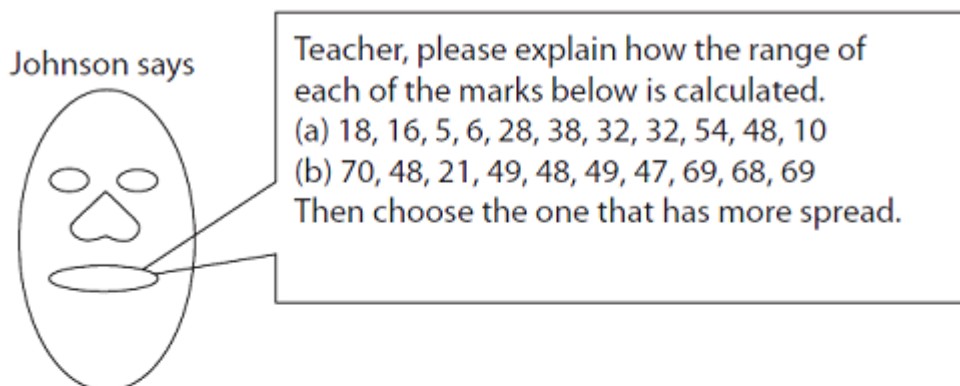 Johnson says
Teacher, please explain how the range of
each of the marks below is calculated.
(a) 18, 16, 5, 6, 28, 38, 32, 32, 54, 48, 10
(b) 70, 48, 21, 49, 48, 49, 47, 69, 68, 69
Then choose the one that has more spread.